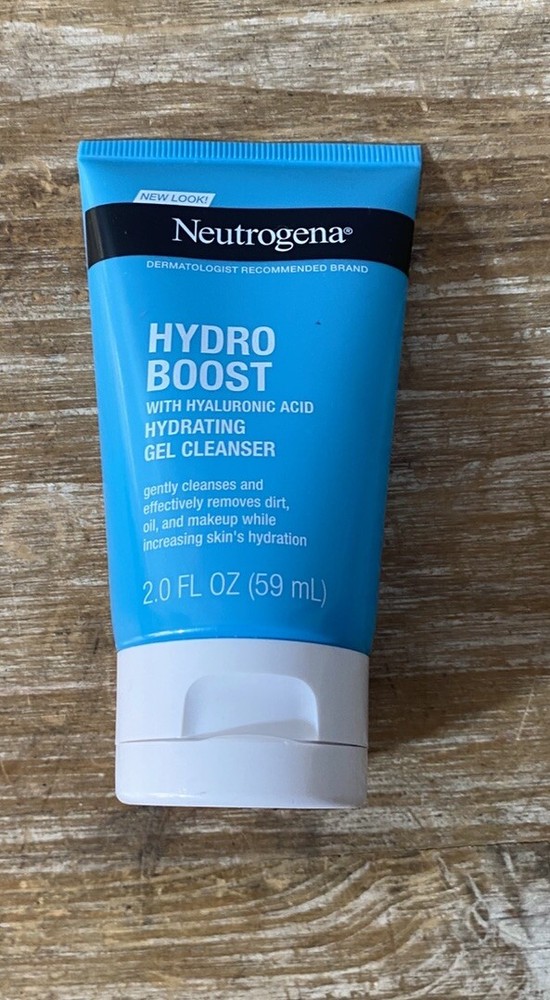 NEW LOOK!
Neutrogena®
DERMATOLOGIST RECOMMENDED BRAND
HYDRO
BOOST
WITH HYALURONIC ACID
HYDRATING
GEL CLEANSER
gently cleanses and
effectively removes dirt,
oil, and makeup while
increasing skin's hydration
2.0 FL OZ (59 mL)